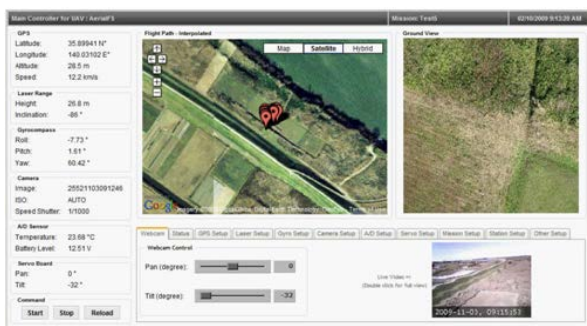 Main Controller for UAV : AerialFS
Mission: Test5
02/10/2009 9:13:28 AM
GPS
Latitude: 35.89941 N°
Longitude: 140.03102 E°
Altitude: 28.5 m
Speed: 12.2 km/s
Laser Range
Height: 26.8 m
Inclination: -86 °
Gyrocompass
Roll: -7.73 °
Pitch: 1.61 °
Yaw: 60.42 °
Camera
Image: 25521103091246
ISO AUTO
Speed Shutter: 1/1000
A/D Sensor
Temperature: 23.68 °C
Battery Level: 12.51 V
Servo Board
Pan: 0 °
Tilt: -32 °
Command
Start Stop Reload
Flight Path - Interpolated
Map Satellite Hybrid
Google
Ground View
Webcam Status GPS Setup Laser Setup Gyro Setup Camera Setup A/D Setup Servo Setup Mission Setup Station Setup Other Setup
Webcam Control
Pan (degree): 0
Tilt (degree): -32
Live Video >>
(Double click for full view)
2009-11-03, 09:15:53